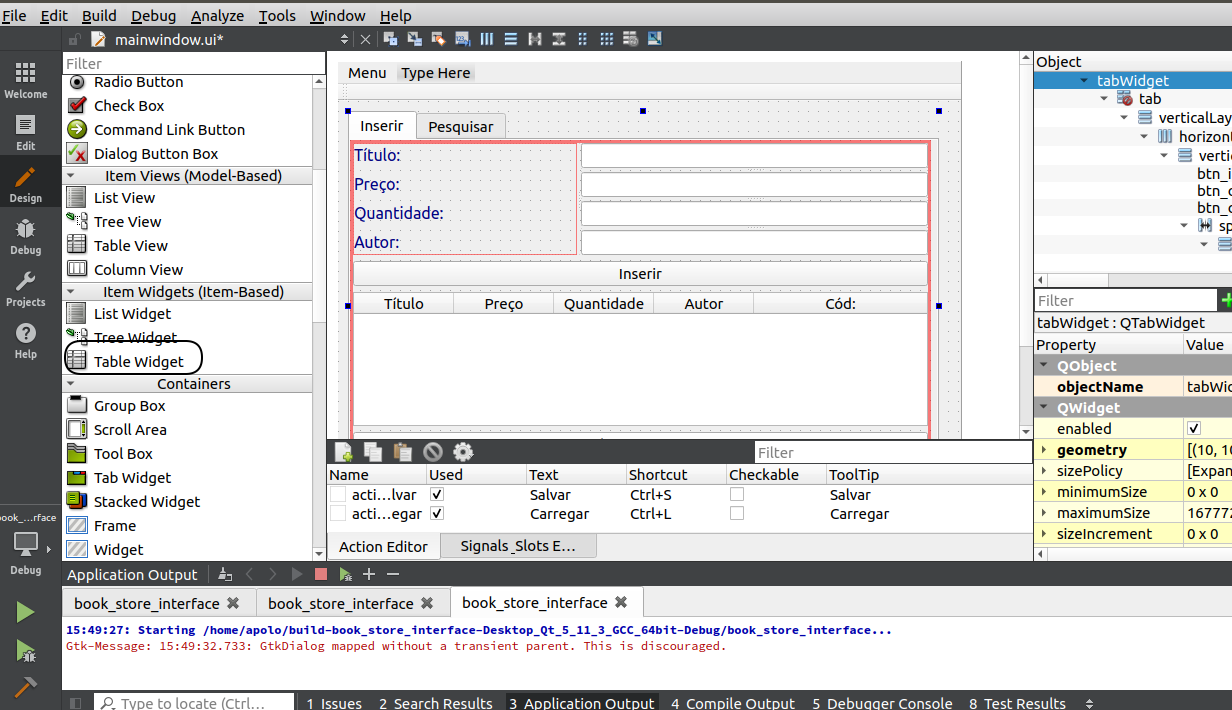 File Edit Build Debug Analyze Tools Window Help
mainwindow.ui*
Welcome
Edit
Design
Debug
Projects
Help
book_...rface
Debug
Filter
Radio Button
Check Box
Command Link Button
Dialog Button Box
Item Views (Model-Based)
List View
Tree View
Table View
Column View
Item Widgets (Item-Based)
List Widget
Tree Widget
Table Widget
Containers
Group Box
Scroll Area
Tool Box
Tab Widget
Stacked Widget
Frame
Widget
Menu Type Here
Inserir Pesquisar
Título:
Preço:
Quantidade:
Autor:
Inserir
Título Preço Quantidade Autor Cód:
Filter
Name Used Text Shortcut Checkable ToolTip
acti...lvar Salvar Ctrl+S Salvar
acti...egar Carregar Ctrl+L Carregar
Action Editor Signals_Slots E...
Object
tabWidget
tab
verticalLay
horizont
vertic
btn_i
btn_c
btn_c
sp
Filter
tabWidget : QTabWidget
Property Value
QObject
objectName tabWid
QWidget
enabled
geometry [(10, 10
sizePolicy [Expan
minimumSize 0 x 0
maximumSize 167772
sizeIncrement 0 x 0
Application Output
book_store_interface book_store_interface book_store_interface
15:49:27: Starting /home/apolo/build-book_store_interface-Desktop_Qt_5_11_3_GCC_64bit-Debug/book_store_interface...
Gtk-Message: 15:49:32.733: GtkDialog mapped without a transient parent. This is discouraged.
Type to locate (Ctrl... 1 Issues 2 Search Results 3 Application Output 4 Compile Output 5 Debugger Console 8 Test Results